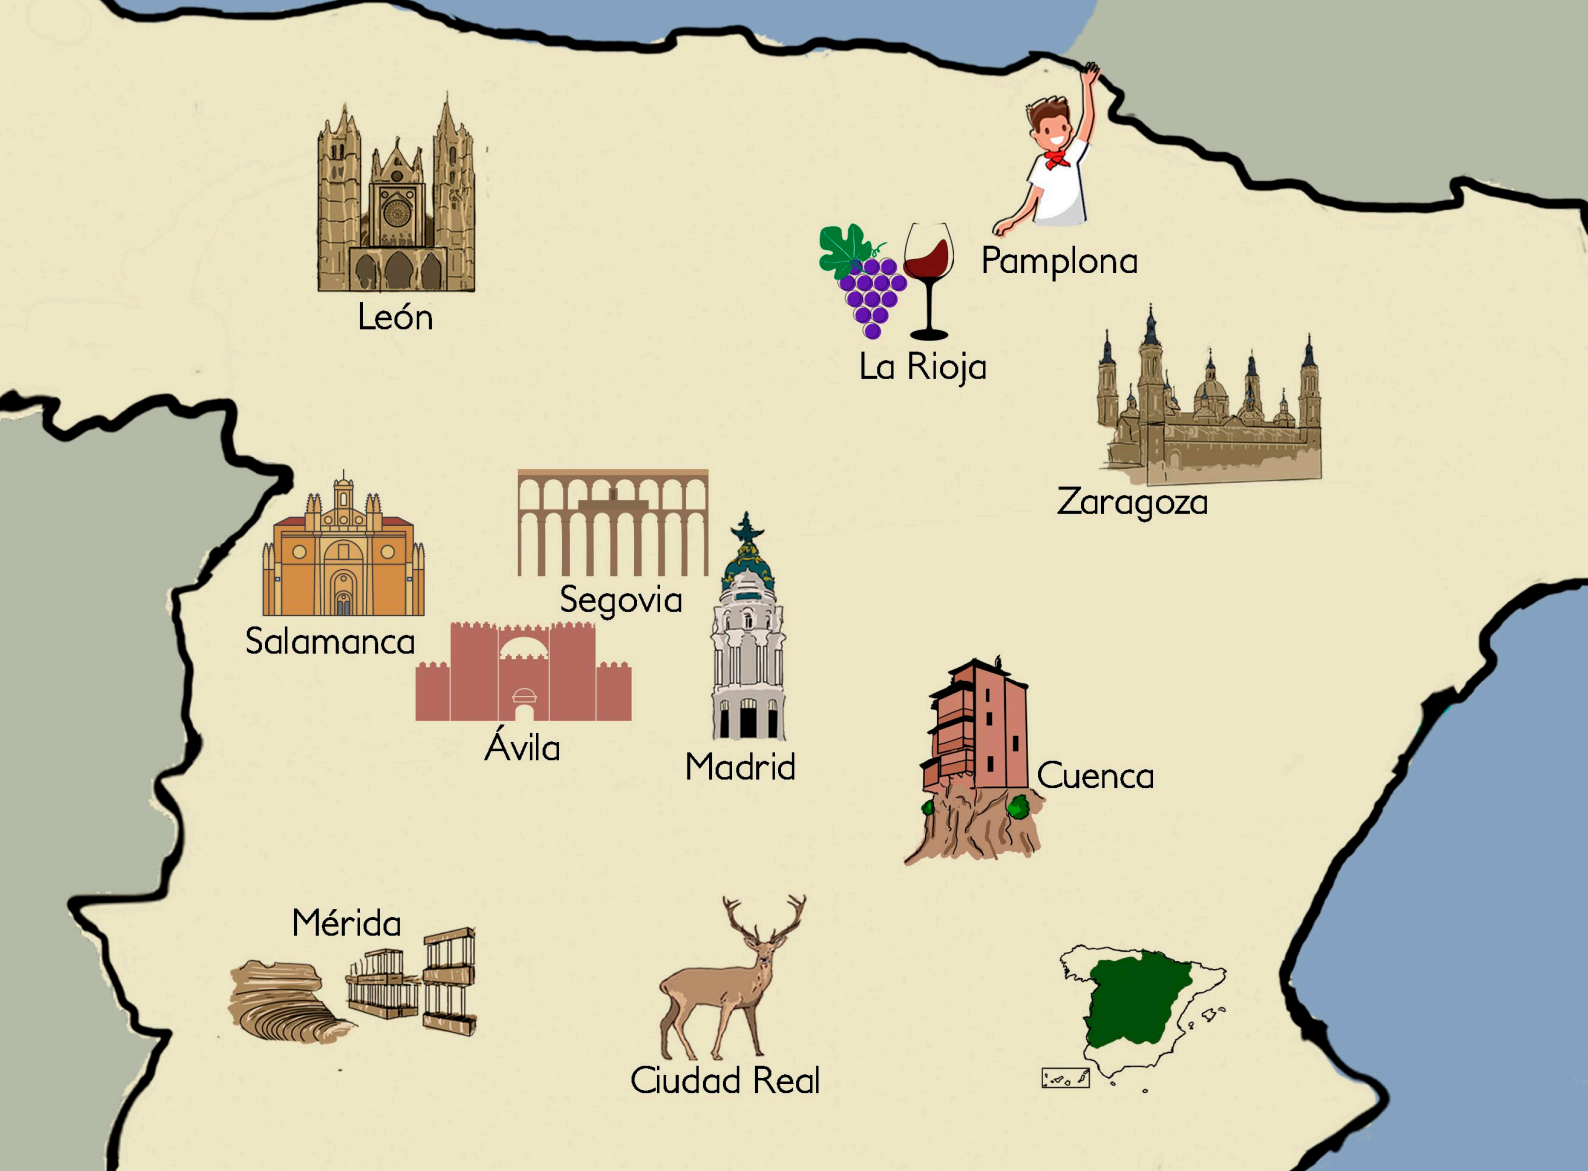 Pamplona
León
La Rioja
Zaragoza
Segovia
Salamanca
Ávila
Madrid
Cuenca
Mérida
Ciudad Real